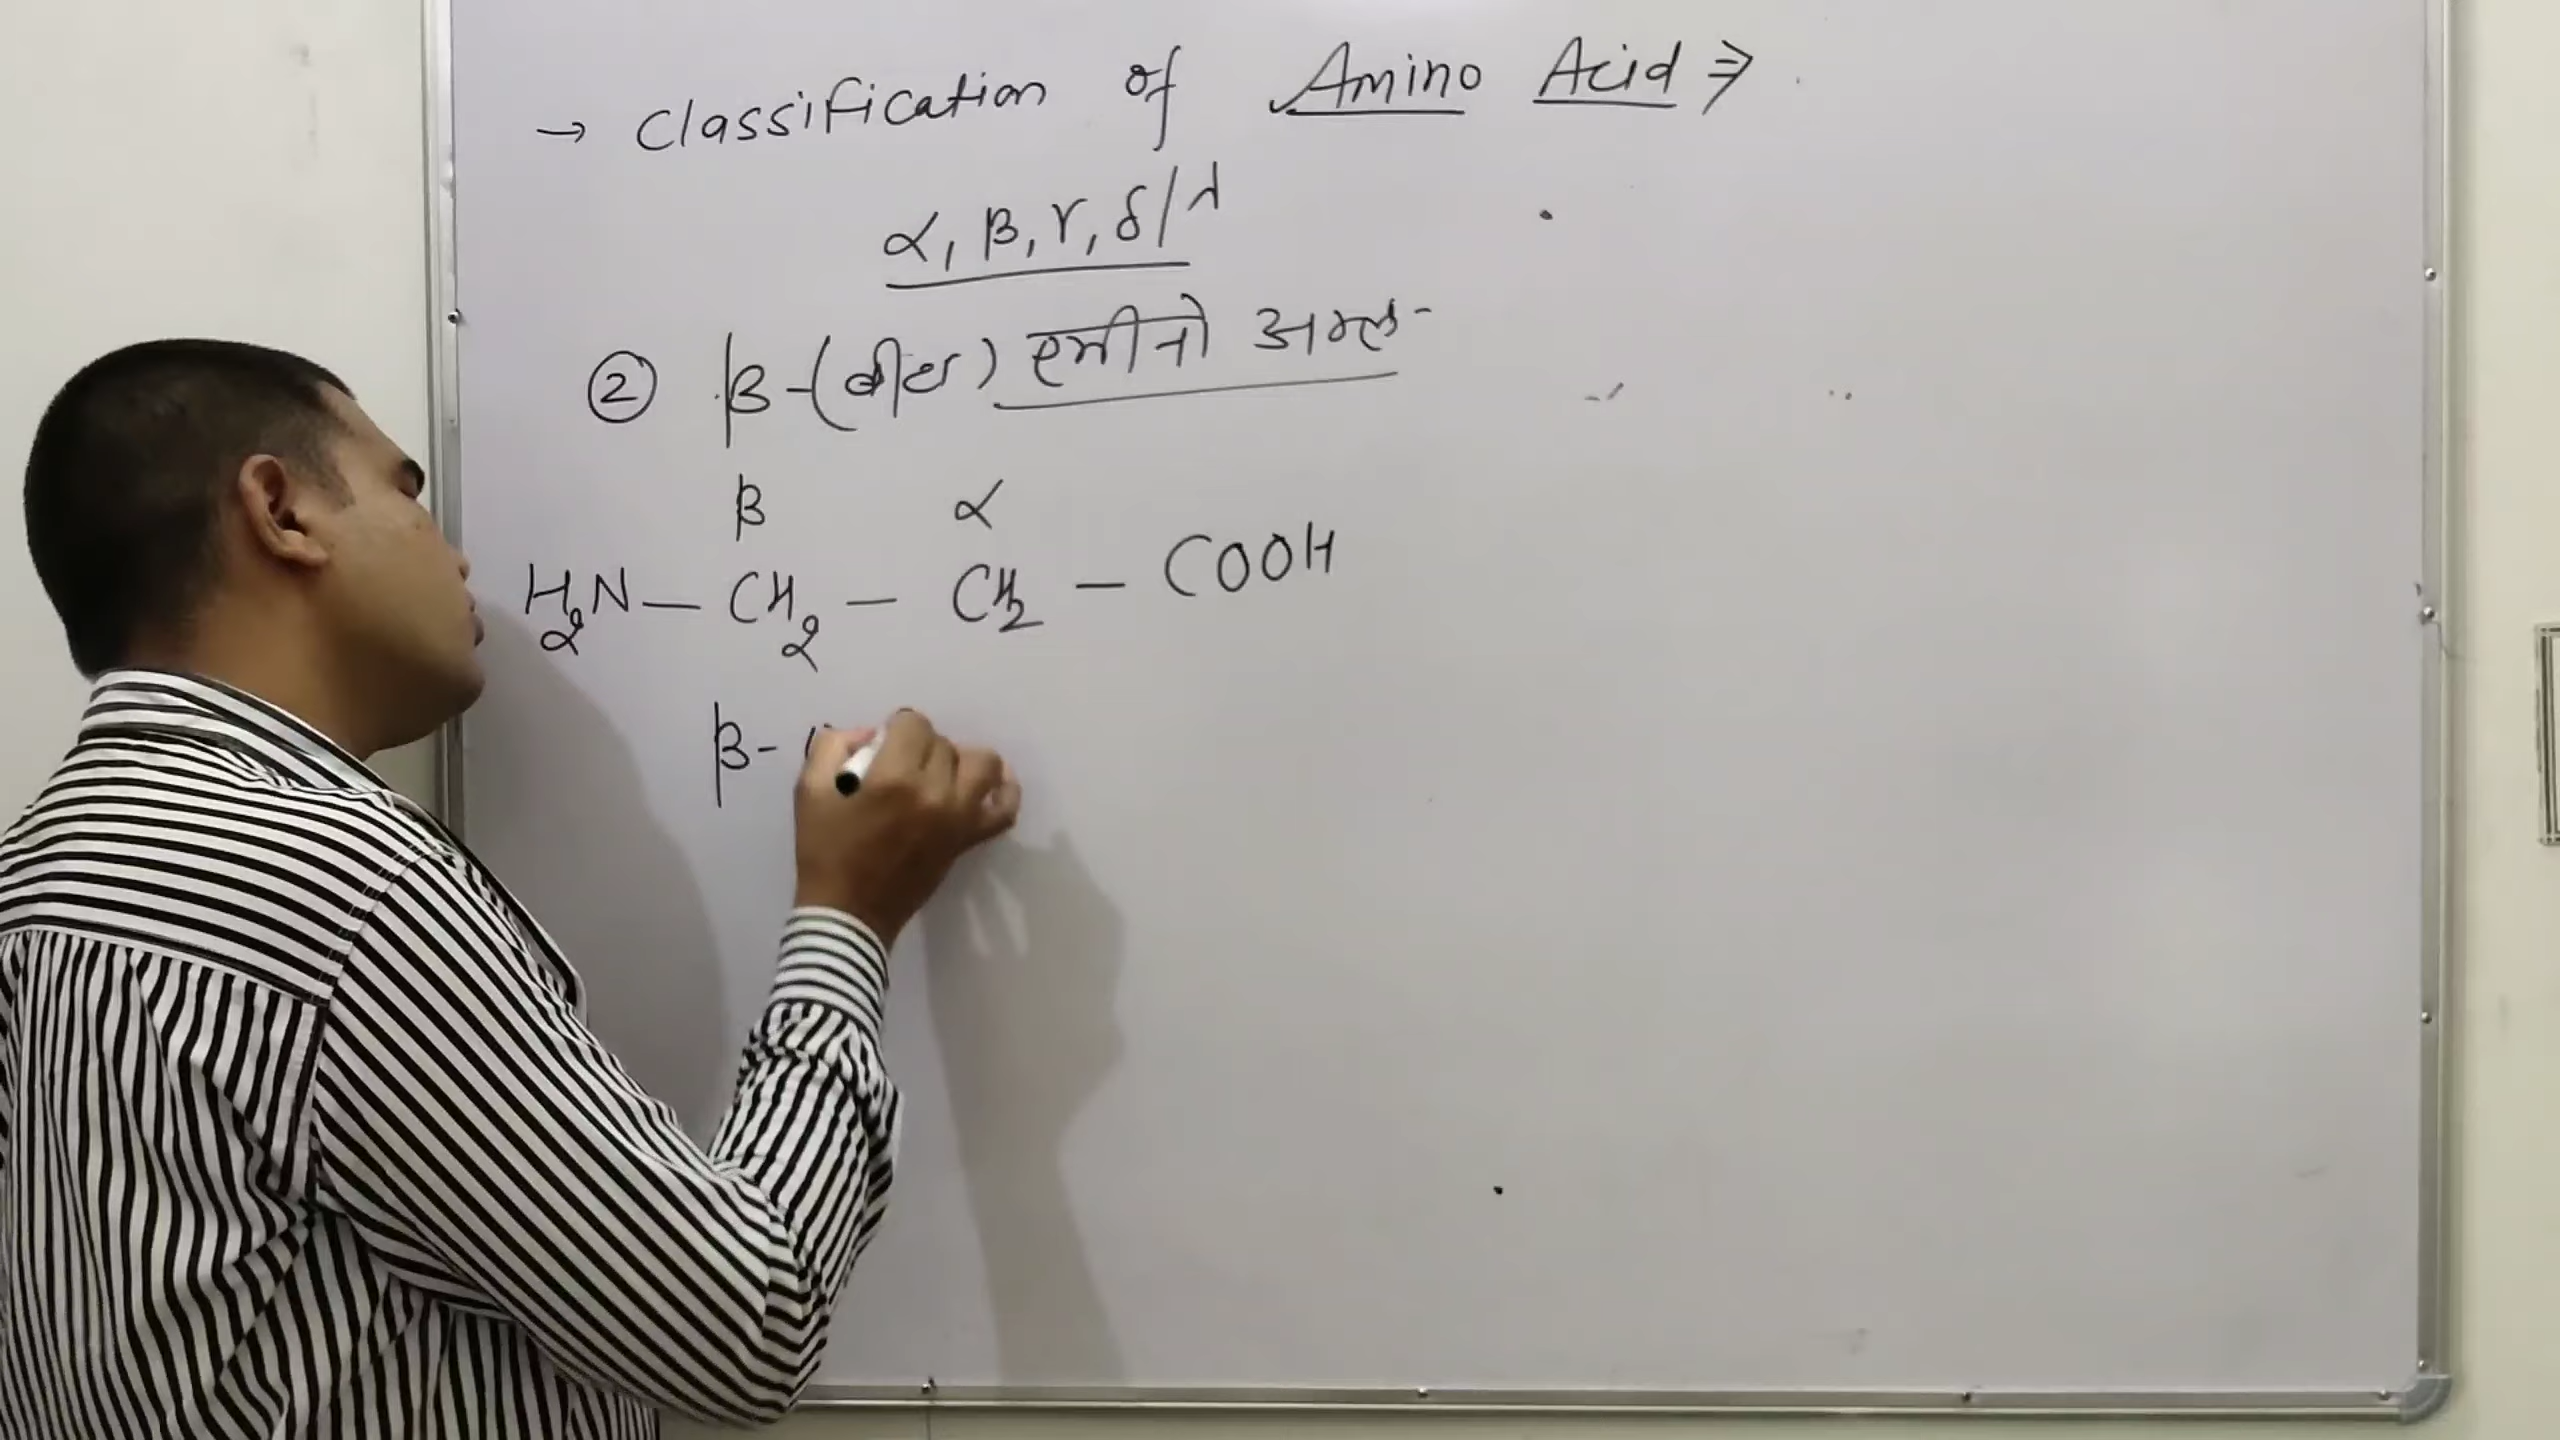 → Classification of Amino Acid ⇒
α, β, γ, δ/λ
② β-(बीटा) एमीनो अम्ल-
β α
H₂N — CH₂ — CH₂ — COOH
β-